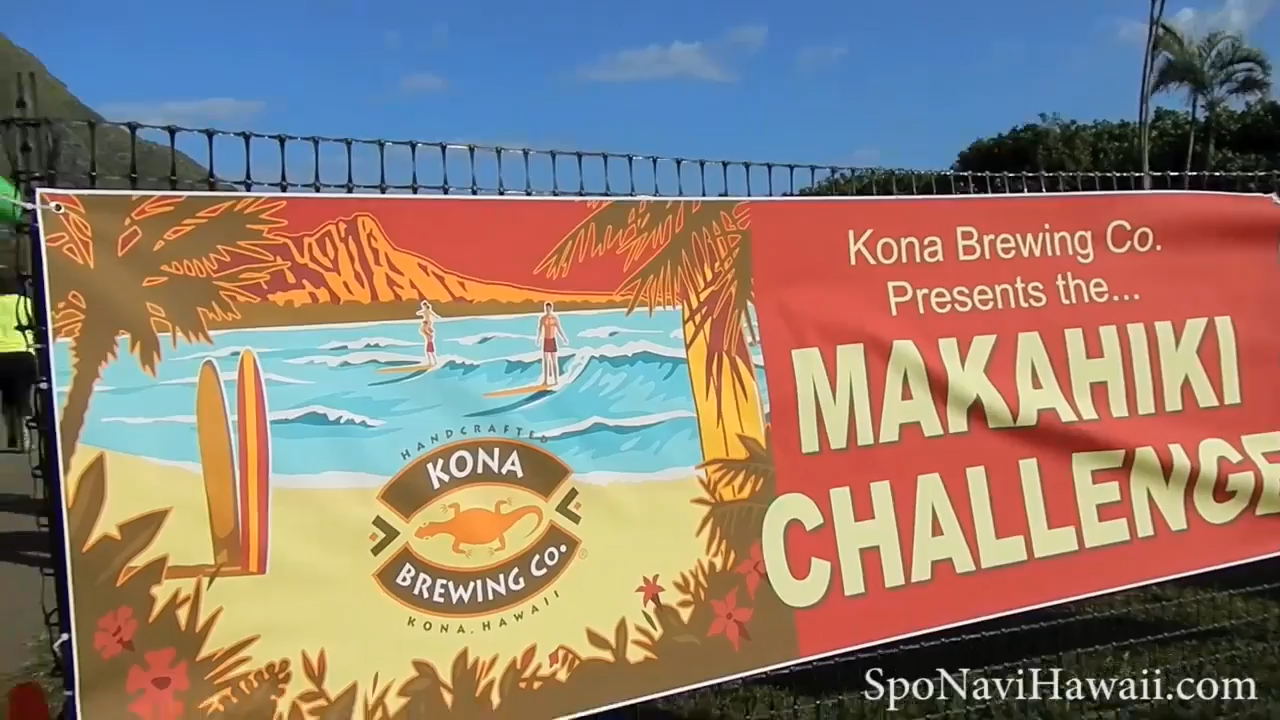 Kona Brewing Co.
Presents the...
MAKAHIKI
CHALLENGE
HANDCRAFTED
KONA
BREWING CO.
®
KONA, HAWAII
SpoNaviHawaii.com